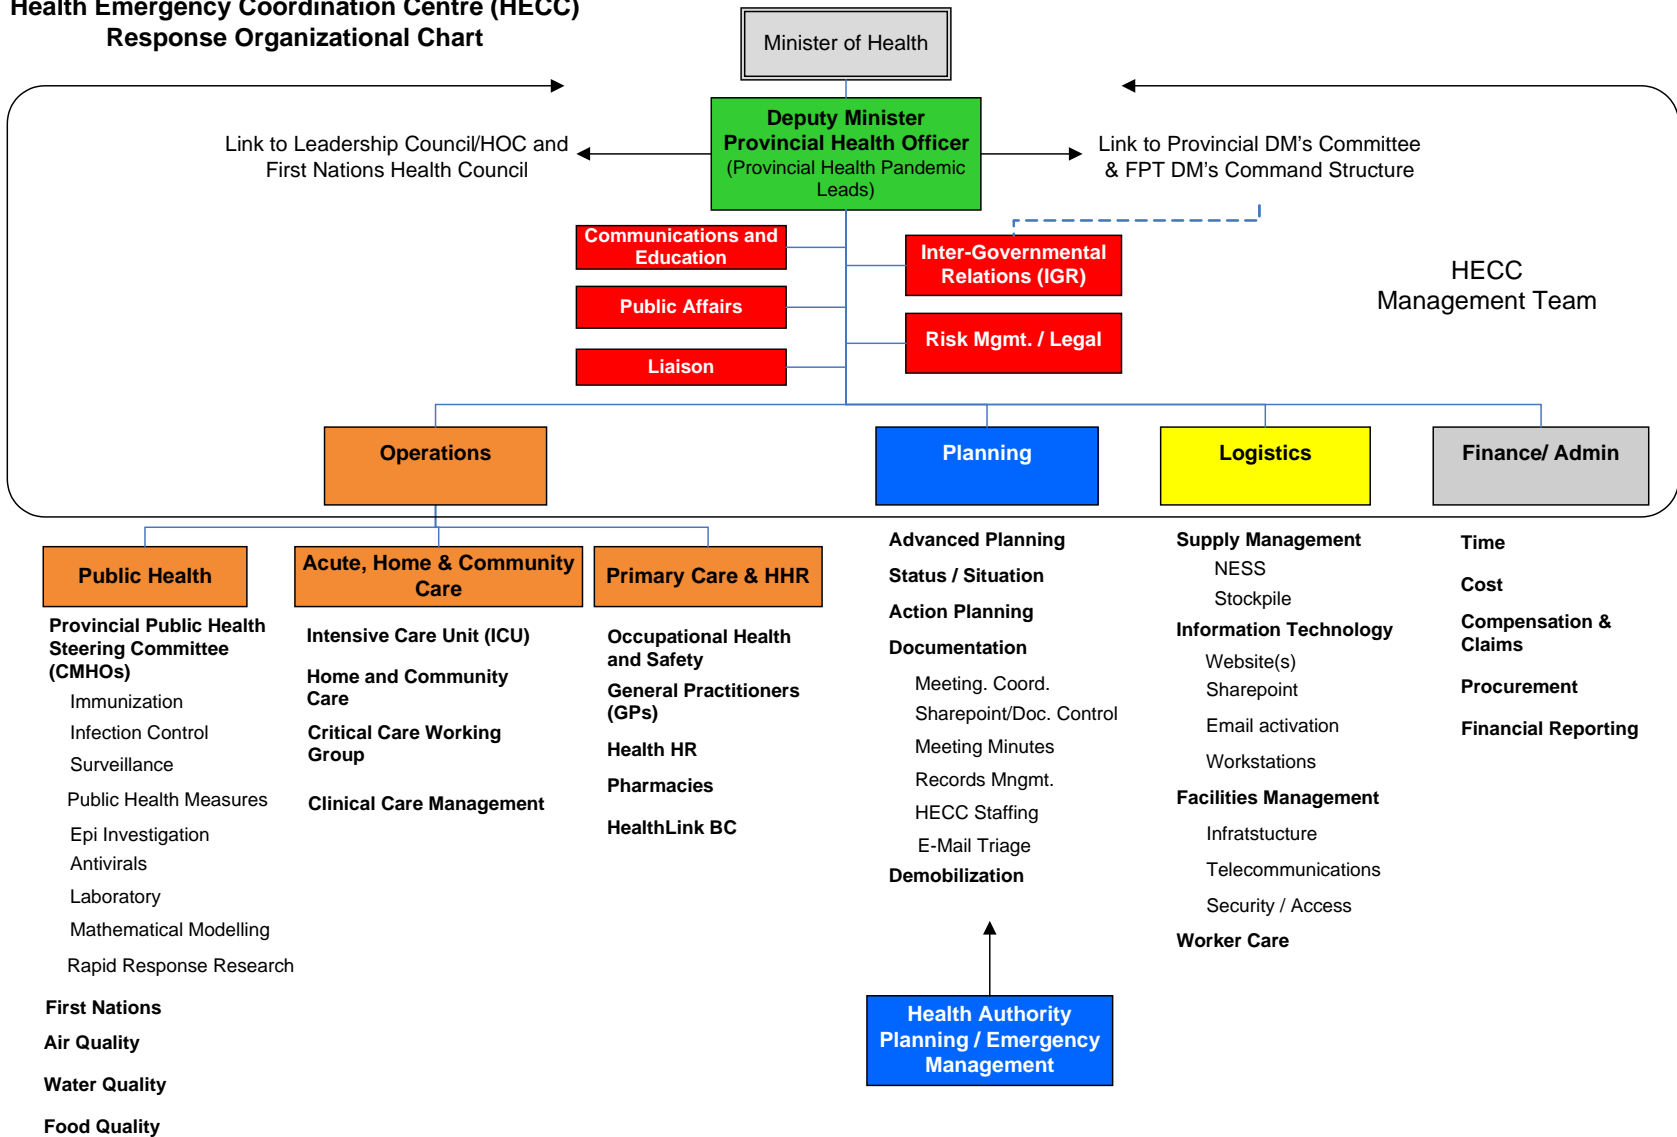 Health Emergency Coordination Centre (HECC)
Response Organizational Chart
Minister of Health
Deputy Minister
Provincial Health Officer
(Provincial Health Pandemic
Leads)
Link to Leadership Council/HOC and
First Nations Health Council
Link to Provincial DM's Committee
& FPT DM's Command Structure
Communications and
Education
Public Affairs
Liaison
Inter-Governmental
Relations (IGR)
Risk Mgmt. / Legal
HECC
Management Team
Operations
Planning
Logistics
Finance/ Admin
Public Health
Acute, Home & Community
Care
Primary Care & HHR
Provincial Public Health
Steering Committee
(CMHOs)
Immunization
Infection Control
Surveillance
Public Health Measures
Epi Investigation
Antivirals
Laboratory
Mathematical Modelling
Rapid Response Research
First Nations
Air Quality
Water Quality
Food Quality
Intensive Care Unit (ICU)
Home and Community
Care
Critical Care Working
Group
Clinical Care Management
Occupational Health
and Safety
General Practitioners
(GPs)
Health HR
Pharmacies
HealthLink BC
Advanced Planning
Status / Situation
Action Planning
Documentation
Meeting. Coord.
Sharepoint/Doc. Control
Meeting Minutes
Records Mngmt.
HECC Staffing
E-Mail Triage
Demobilization
Health Authority
Planning / Emergency
Management
Supply Management
NESS
Stockpile
Information Technology
Website(s)
Sharepoint
Email activation
Workstations
Facilities Management
Infratstucture
Telecommunications
Security / Access
Worker Care
Time
Cost
Compensation &
Claims
Procurement
Financial Reporting